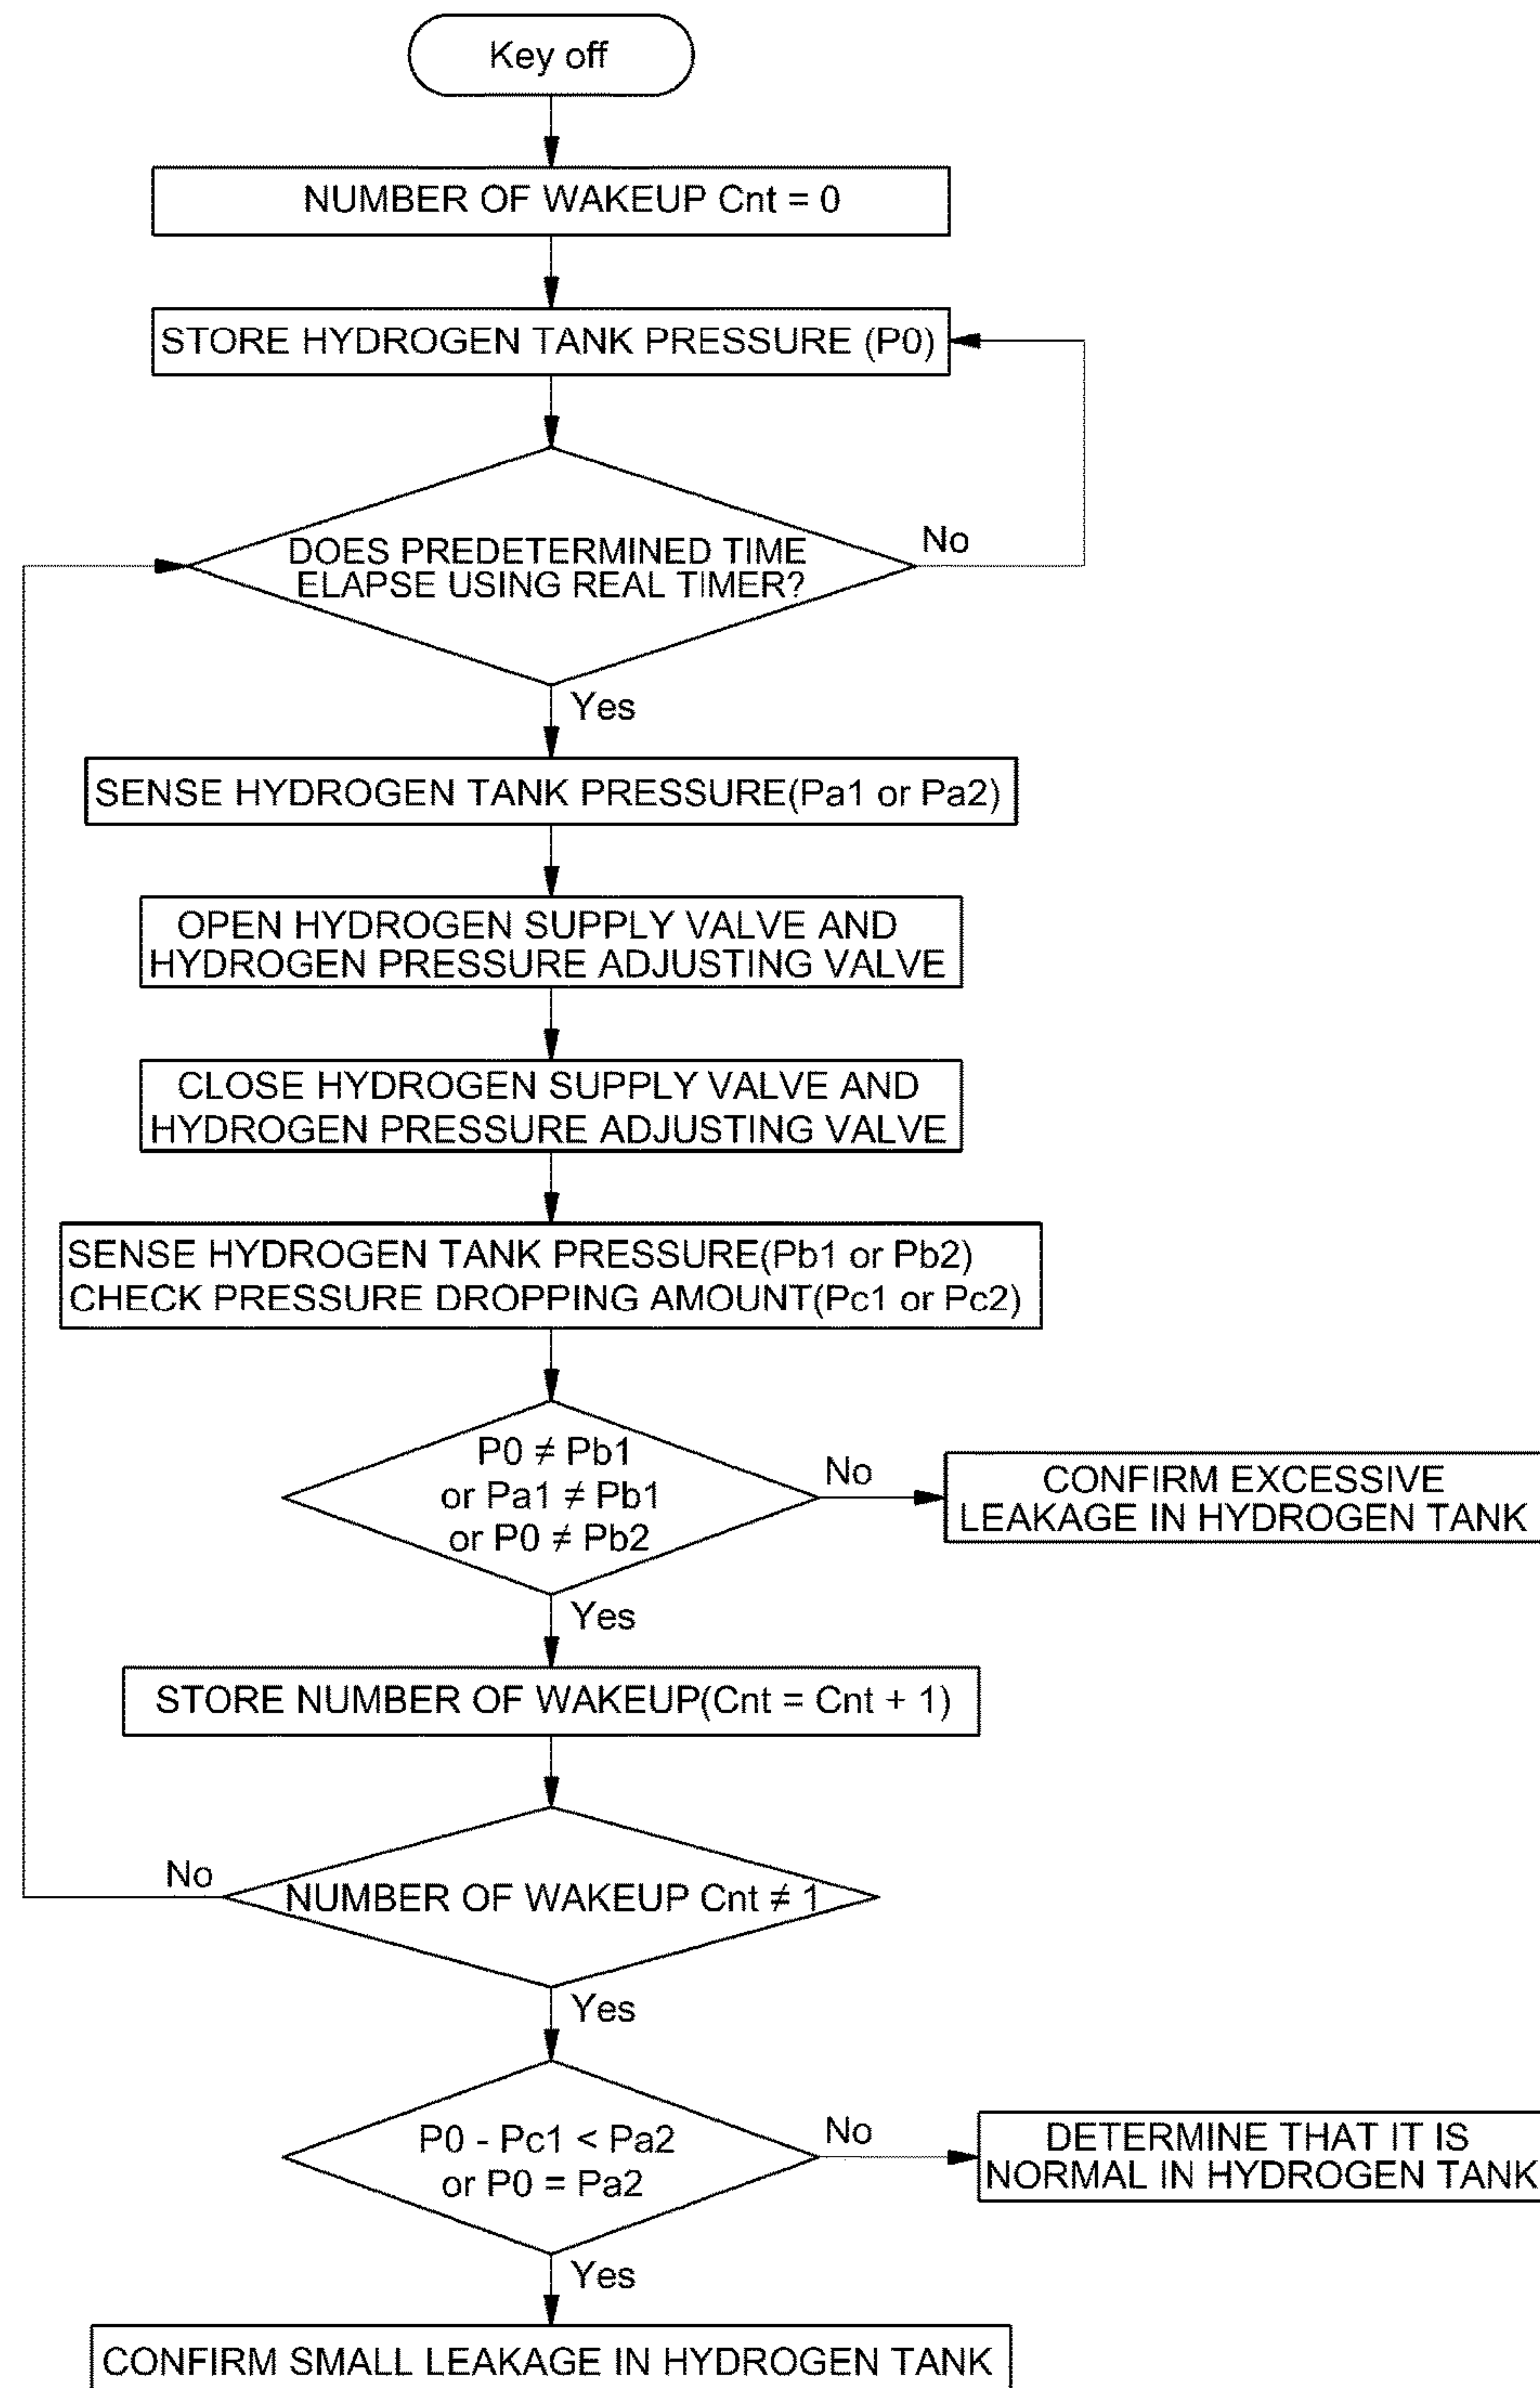 Key off
NUMBER OF WAKEUP Cnt = 0
STORE HYDROGEN TANK PRESSURE (P0)
DOES PREDETERMINED TIME
ELAPSE USING REAL TIMER?
No
Yes
SENSE HYDROGEN TANK PRESSURE(Pa1 or Pa2)
OPEN HYDROGEN SUPPLY VALVE AND
HYDROGEN PRESSURE ADJUSTING VALVE
CLOSE HYDROGEN SUPPLY VALVE AND
HYDROGEN PRESSURE ADJUSTING VALVE
SENSE HYDROGEN TANK PRESSURE(Pb1 or Pb2)
CHECK PRESSURE DROPPING AMOUNT(Pc1 or Pc2)
P0 ≠ Pb1
or Pa1 ≠ Pb1
or P0 ≠ Pb2
No
CONFIRM EXCESSIVE
LEAKAGE IN HYDROGEN TANK
Yes
STORE NUMBER OF WAKEUP(Cnt = Cnt + 1)
No
NUMBER OF WAKEUP Cnt ≠ 1
Yes
P0 - Pc1 < Pa2
or P0 = Pa2
No
DETERMINE THAT IT IS
NORMAL IN HYDROGEN TANK
Yes
CONFIRM SMALL LEAKAGE IN HYDROGEN TANK